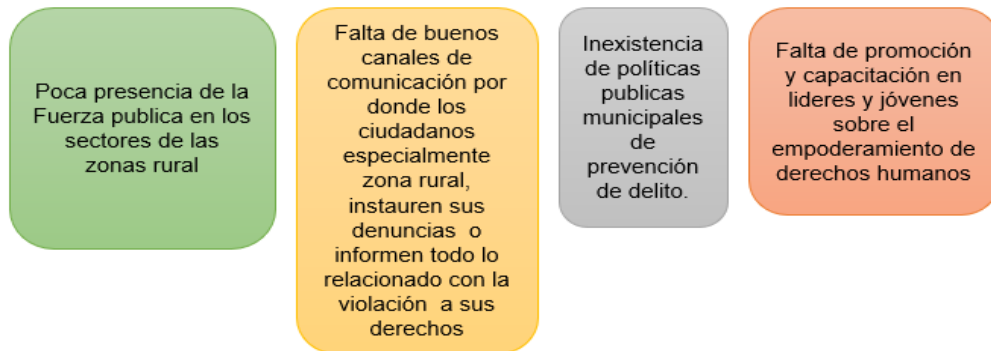 Poca presencia de la
Fuerza publica en los
sectores de las
zonas rural
Falta de buenos
canales de
comunicación por
donde los
ciudadanos
especialmente
zona rural,
instauren sus
denuncias o
informen todo lo
relacionado con la
violación a sus
derechos
Inexistencia
de políticas
publicas
municipales
de
prevención
de delito.
Falta de promoción
y capacitación en
lideres y jóvenes
sobre el
empoderamiento de
derechos humanos